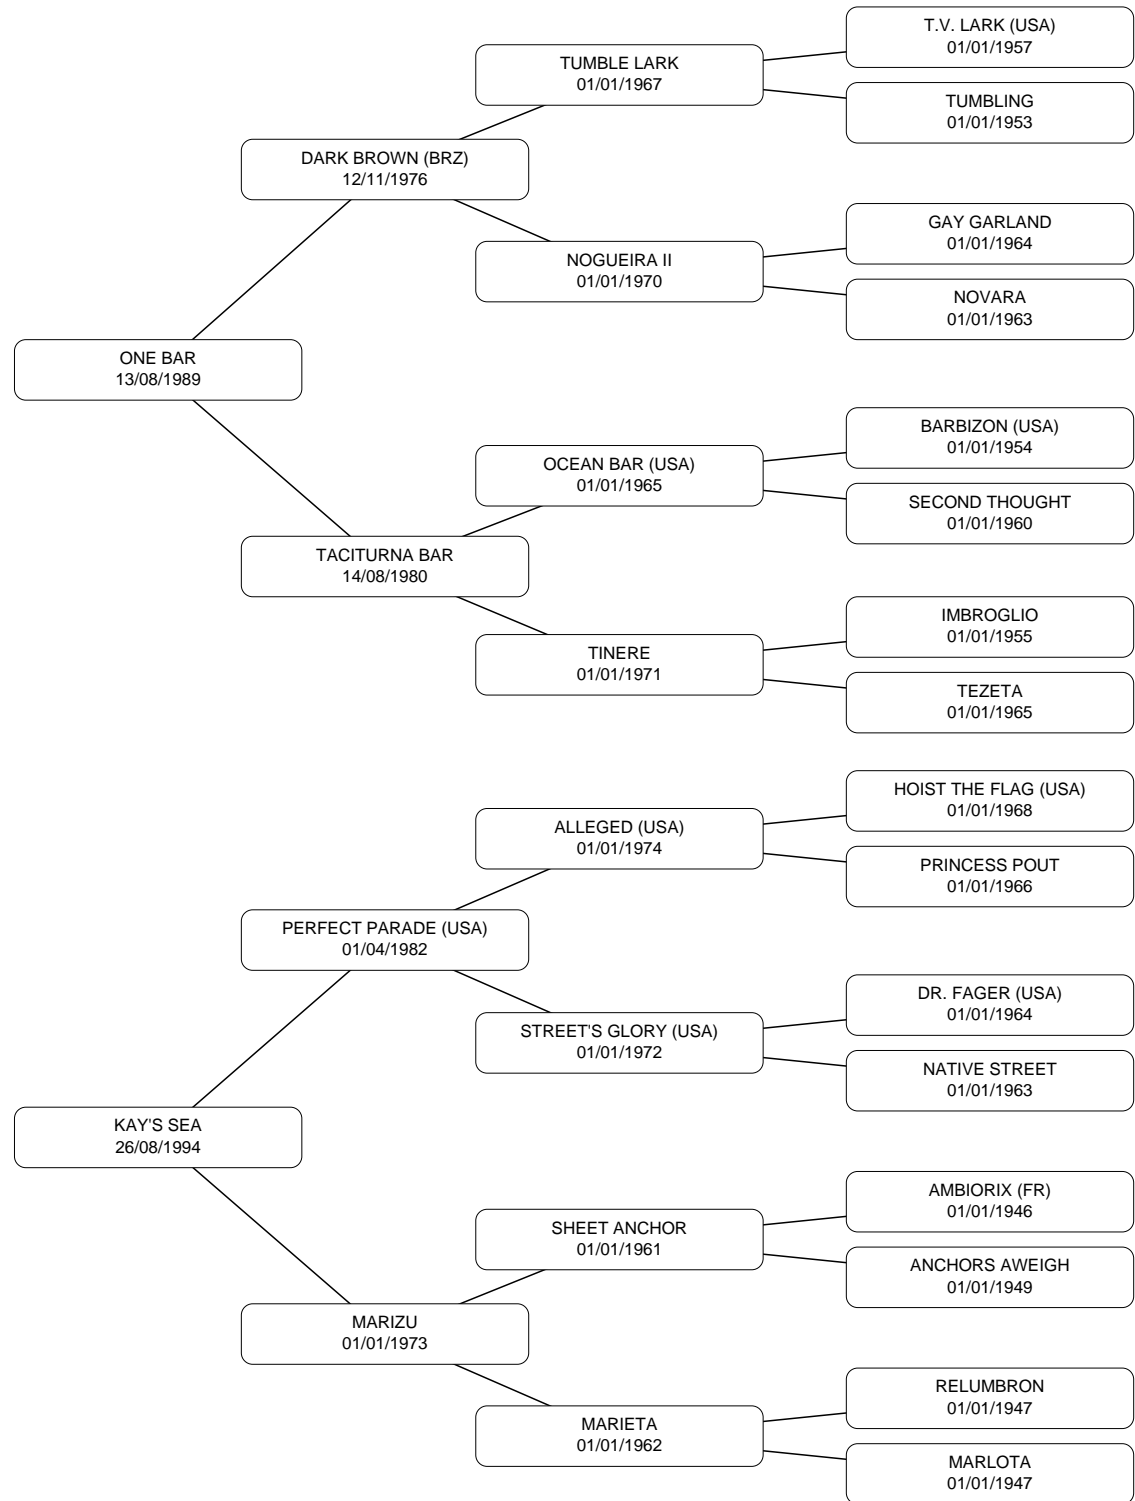 T.V. LARK (USA)
01/01/1957
TUMBLE LARK
01/01/1967
TUMBLING
01/01/1953
DARK BROWN (BRZ)
12/11/1976
GAY GARLAND
01/01/1964
NOGUEIRA II
01/01/1970
NOVARA
01/01/1963
ONE BAR
13/08/1989
BARBIZON (USA)
01/01/1954
OCEAN BAR (USA)
01/01/1965
SECOND THOUGHT
01/01/1960
TACITURNA BAR
14/08/1980
IMBROGLIO
01/01/1955
TINERE
01/01/1971
TEZETA
01/01/1965
HOIST THE FLAG (USA)
01/01/1968
ALLEGED (USA)
01/01/1974
PRINCESS POUT
01/01/1966
PERFECT PARADE (USA)
01/04/1982
DR. FAGER (USA)
01/01/1964
STREET'S GLORY (USA)
01/01/1972
NATIVE STREET
01/01/1963
KAY'S SEA
26/08/1994
AMBIORIX (FR)
01/01/1946
SHEET ANCHOR
01/01/1961
ANCHORS AWEIGH
01/01/1949
MARIZU
01/01/1973
RELUMBRON
01/01/1947
MARIETA
01/01/1962
MARLOTA
01/01/1947